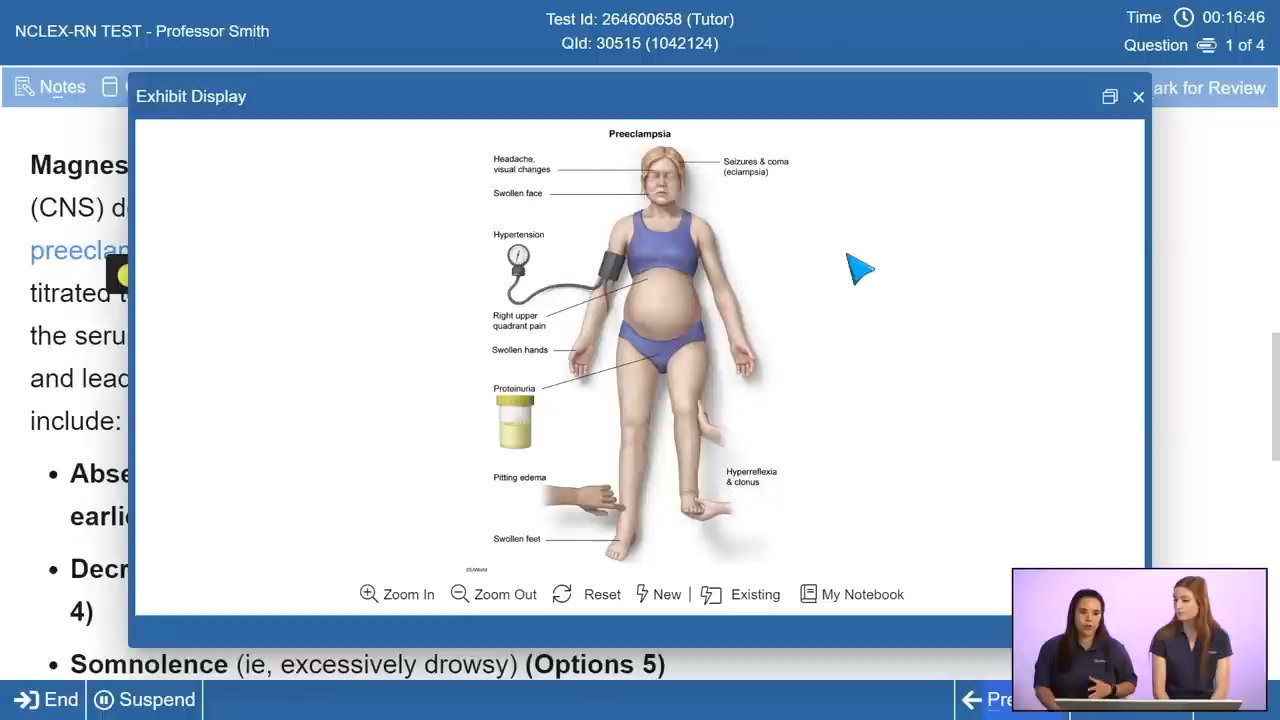 NCLEX-RN TEST - Professor Smith
Test Id: 264600658 (Tutor)
QId: 30515 (1042124)
Time 00:16:46
Question 1 of 4
Notes
ark for Review
Exhibit Display
Preeclampsia
Headache,
visual changes
Seizures & coma
(eclampsia)
Swollen face
Hypertension
Right upper
quadrant pain
Swollen hands
Proteinuria
Pitting edema
Hyperreflexia
& clonus
Swollen feet
©UWorld
Zoom In Zoom Out Reset New | Existing My Notebook
Magnes
(CNS) d
preeclam
titrated t
the seru
and leac
include:
• Abse
earlie
• Decr
4)
• Somnolence (ie, excessively drowsy) (Options 5)
End Suspend
Pre